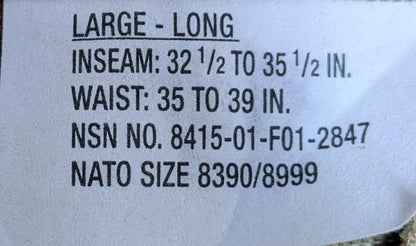 LARGE - LONG
INSEAM: 32 1/2 TO 35 1/2 IN.
WAIST: 35 TO 39 IN.
NSN NO. 8415-01-F01-2847
NATO SIZE 8390/8999